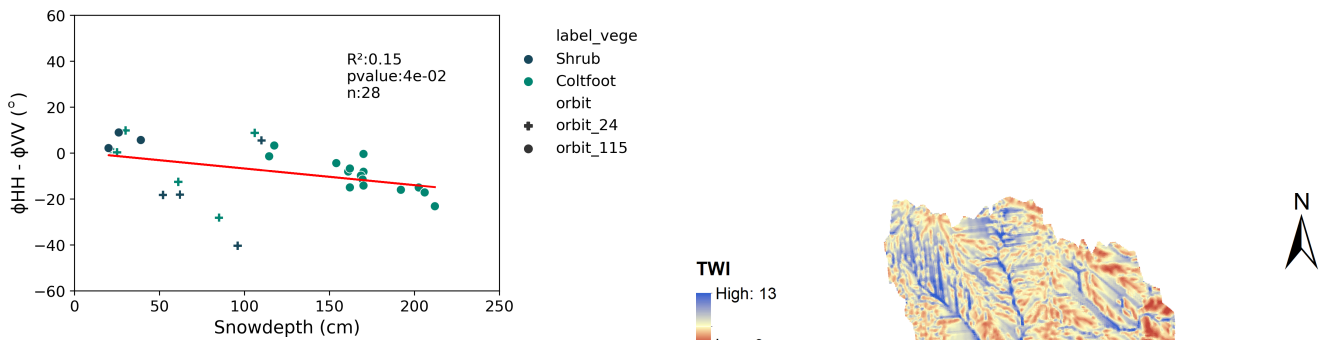 60
40
20
0
−20
−40
−60
ϕHH - ϕVV (°)
0 50 100 150 200 250
Snowdepth (cm)
R²:0.15
pvalue:4e-02
n:28
label_vege
Shrub
Coltfoot
orbit
orbit_24
orbit_115
TWI
High: 13
N